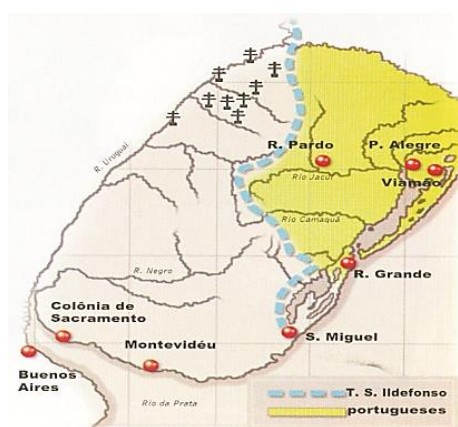 R. Pardo
P. Alegre
Rio Jacuí
Viamão
R. Uruguai
Rio Camaquã
R. Negro
R. Grande
Colônia de
Sacramento
Montevidéu
S. Miguel
Buenos
Aires
Rio da Prata
T. S. Ildefonso
portugueses